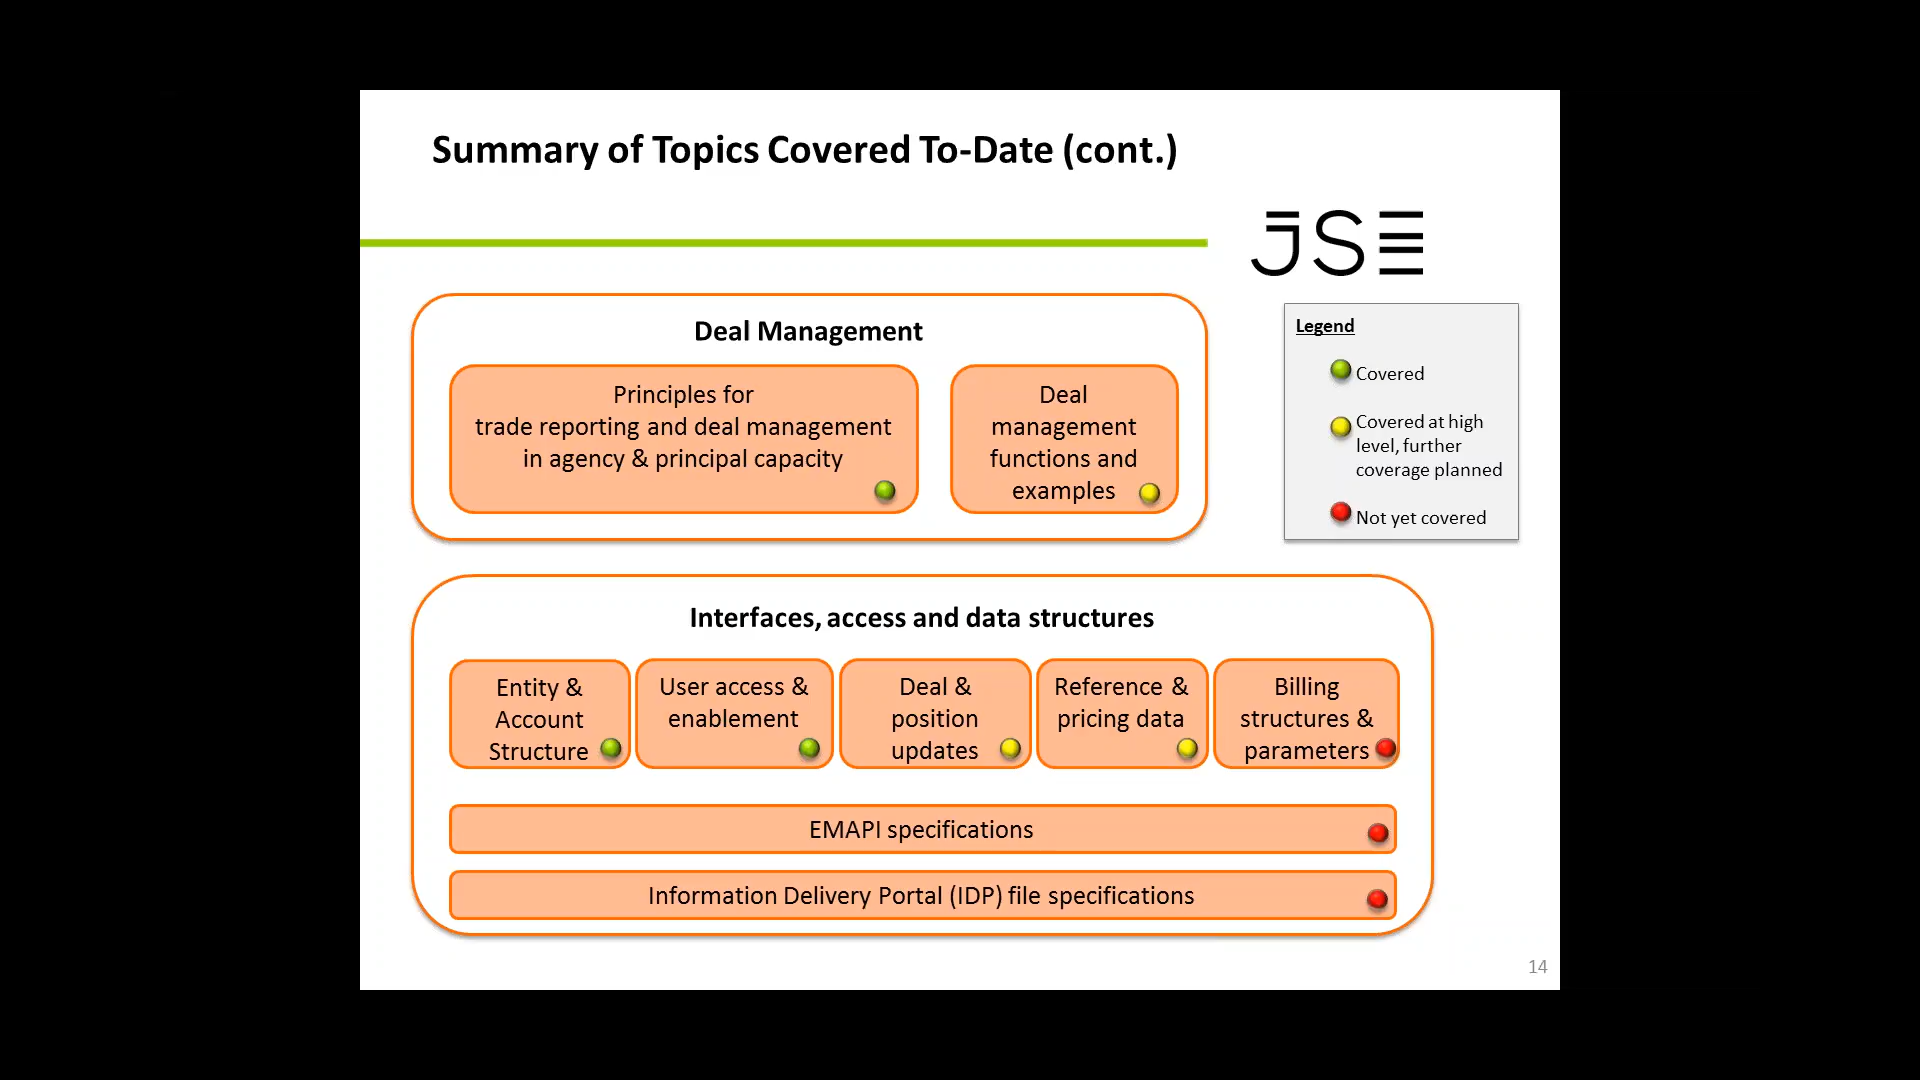 Summary of Topics Covered To-Date (cont.)
JSE
Deal Management
Principles for
trade reporting and deal management
in agency & principal capacity
Deal
management
functions and
examples
Legend
Covered
Covered at high
level, further
coverage planned
Not yet covered
Interfaces, access and data structures
Entity &
Account
Structure
User access &
enablement
Deal &
position
updates
Reference &
pricing data
Billing
structures &
parameters
EMAPI specifications
Information Delivery Portal (IDP) file specifications
14